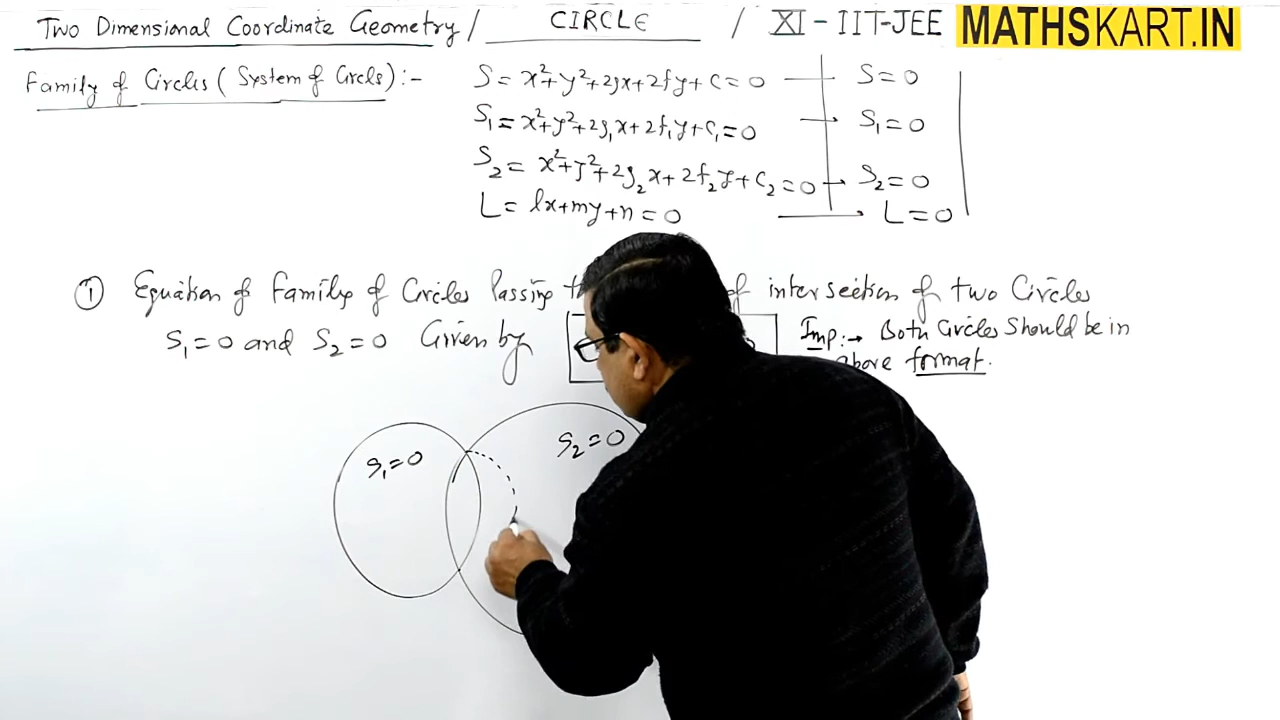 Two Dimensional Coordinate Geometry / CIRCLE / XI - IIT-JEE MATHSKART.IN
Family of Circles ( System of Circls) :-
S = x²+y²+2gx+2fy+c=0 → S=0
S₁ = x²+y²+2g₁x+2f₁y+c₁=0 → S₁=0
S₂ = x²+y²+2g₂x+2f₂y+c₂=0 → S₂=0
L = lx+my+n=0 → L=0
① Equation of Family of Circles Passing of intersection of two Circles
S₁=0 and S₂=0 Given by Imp:→ Both Circles should be in
above format.
S₁=0
S₂=0